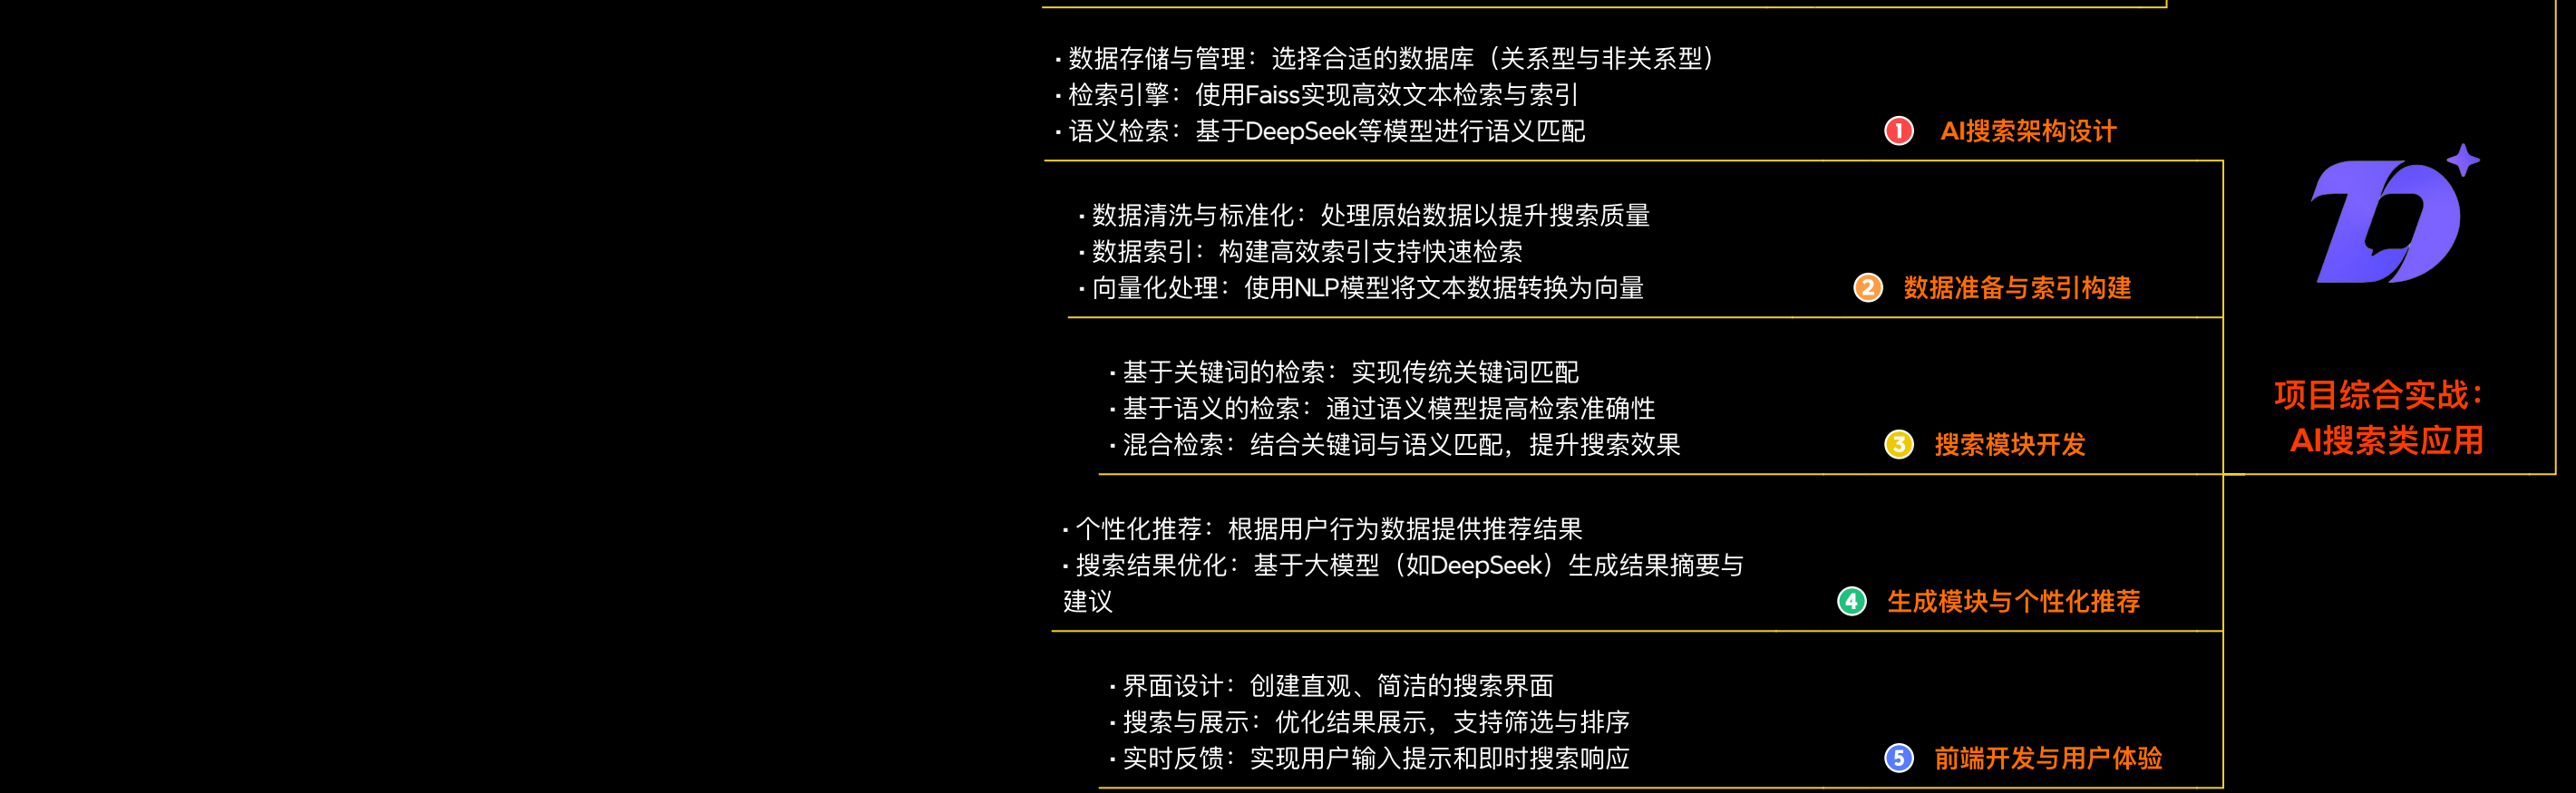 · 数据存储与管理：选择合适的数据库（关系型与非关系型）
· 检索引擎：使用Faiss实现高效文本检索与索引
· 语义检索：基于DeepSeek等模型进行语义匹配
1 AI搜索架构设计
· 数据清洗与标准化：处理原始数据以提升搜索质量
· 数据索引：构建高效索引支持快速检索
· 向量化处理：使用NLP模型将文本数据转换为向量
2 数据准备与索引构建
· 基于关键词的检索：实现传统关键词匹配
· 基于语义的检索：通过语义模型提高检索准确性
· 混合检索：结合关键词与语义匹配，提升搜索效果
3 搜索模块开发
· 个性化推荐：根据用户行为数据提供推荐结果
· 搜索结果优化：基于大模型（如DeepSeek）生成结果摘要与
建议
4 生成模块与个性化推荐
· 界面设计：创建直观、简洁的搜索界面
· 搜索与展示：优化结果展示，支持筛选与排序
· 实时反馈：实现用户输入提示和即时搜索响应
5 前端开发与用户体验
项目综合实战：
AI搜索类应用